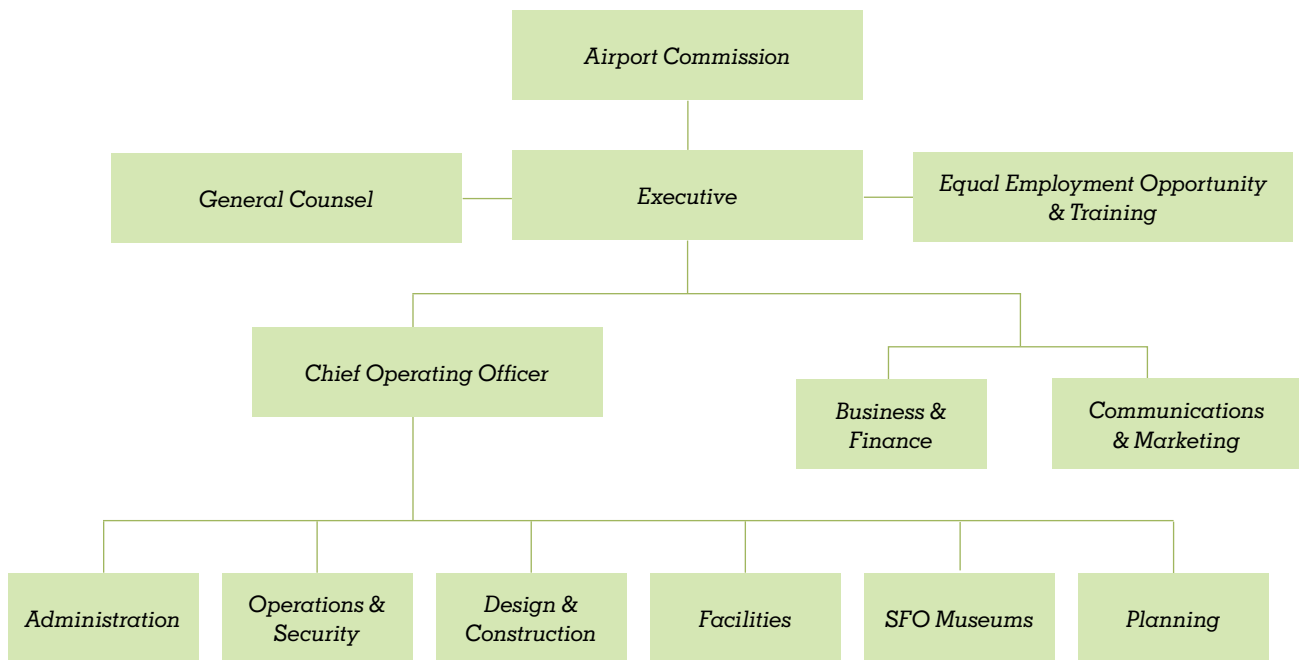 Airport Commission
General Counsel
Executive
Equal Employment Opportunity
& Training
Chief Operating Officer
Business &
Finance
Communications
& Marketing
Administration
Operations &
Security
Design &
Construction
Facilities
SFO Museums
Planning